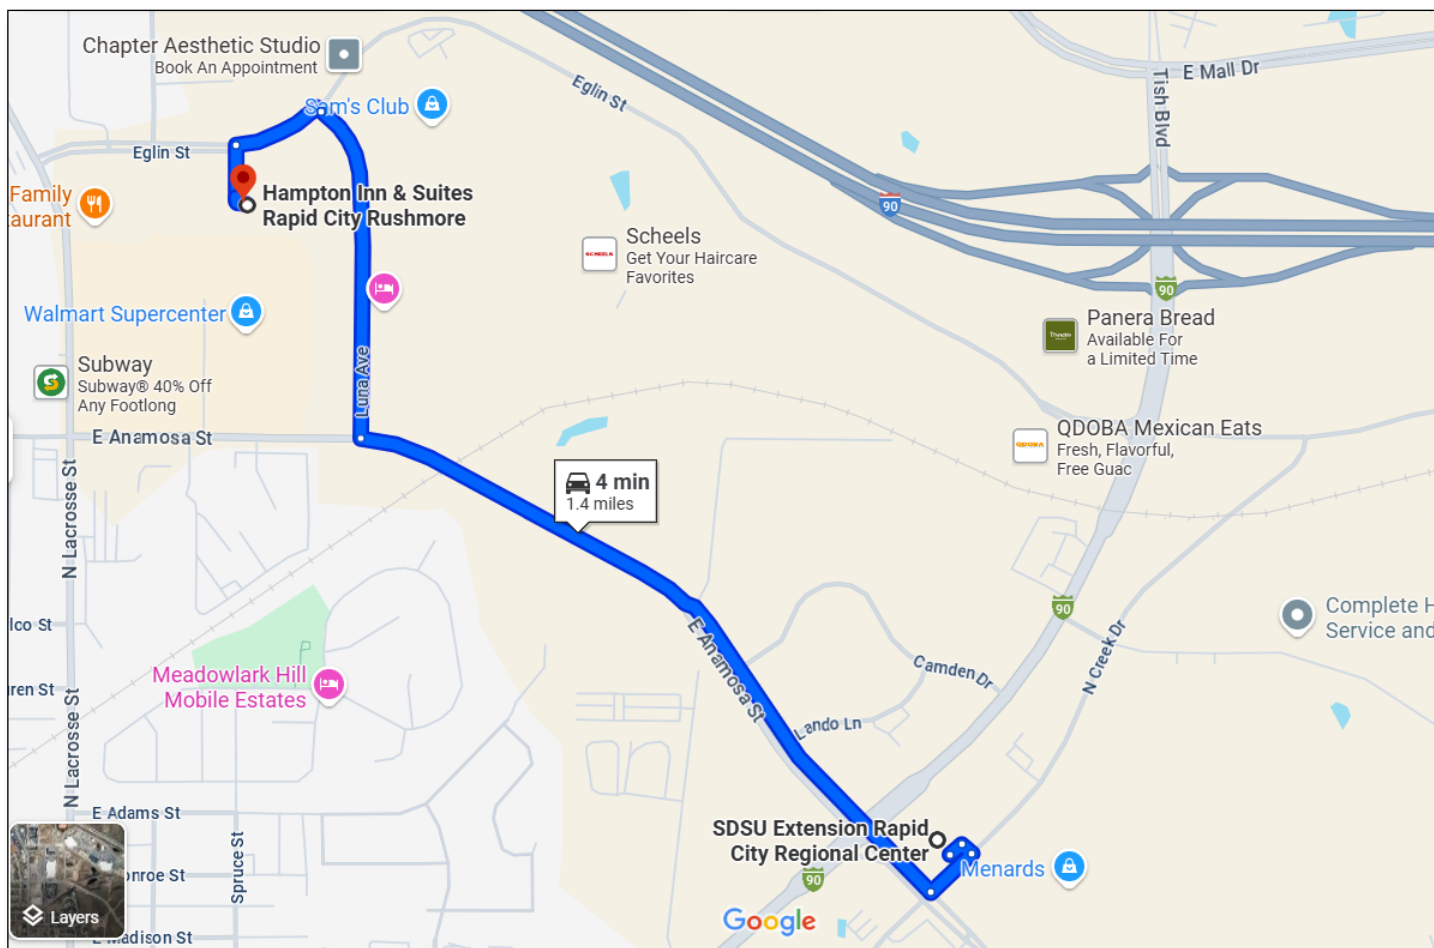 Chapter Aesthetic Studio
Book An Appointment
Sam's Club
Eglin St
E Mall Dr
Tish Blvd
Eglin St
Hampton Inn & Suites
Rapid City Rushmore
Family
taurant
90
Scheels
Get Your Haircare
Favorites
SCHEELS
90
Walmart Supercenter
Panera Bread
Available For
a Limited Time
Subway
Subway® 40% Off
Any Footlong
Luna Ave
E Anamosa St
QDOBA Mexican Eats
Fresh, Flavorful,
Free Guac
QDOBA
4 min
1.4 miles
N Lacrosse St
90
Complete H
Service and
lco St
E Anamosa St
N Creek Dr
Camden Dr
Meadowlark Hill
Mobile Estates
uren St
N Lacrosse St
Lando Ln
E Adams St
SDSU Extension Rapid
City Regional Center
Menards
90
Spruce St
onroe St
Layers
Google
E Madison St